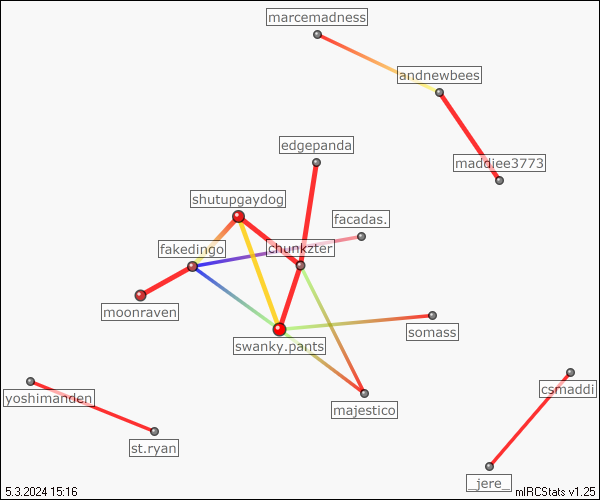 marcemadness
andnewbees
edgepanda
maddiee3773
shutupgaydog
facadas.
fakedingo
chunkzter
moonraven
somass
swanky.pants
csmaddi
yoshimanden
majestico
st.ryan
_jere_
5.3.2024 15:16
mIRCStats v1.25